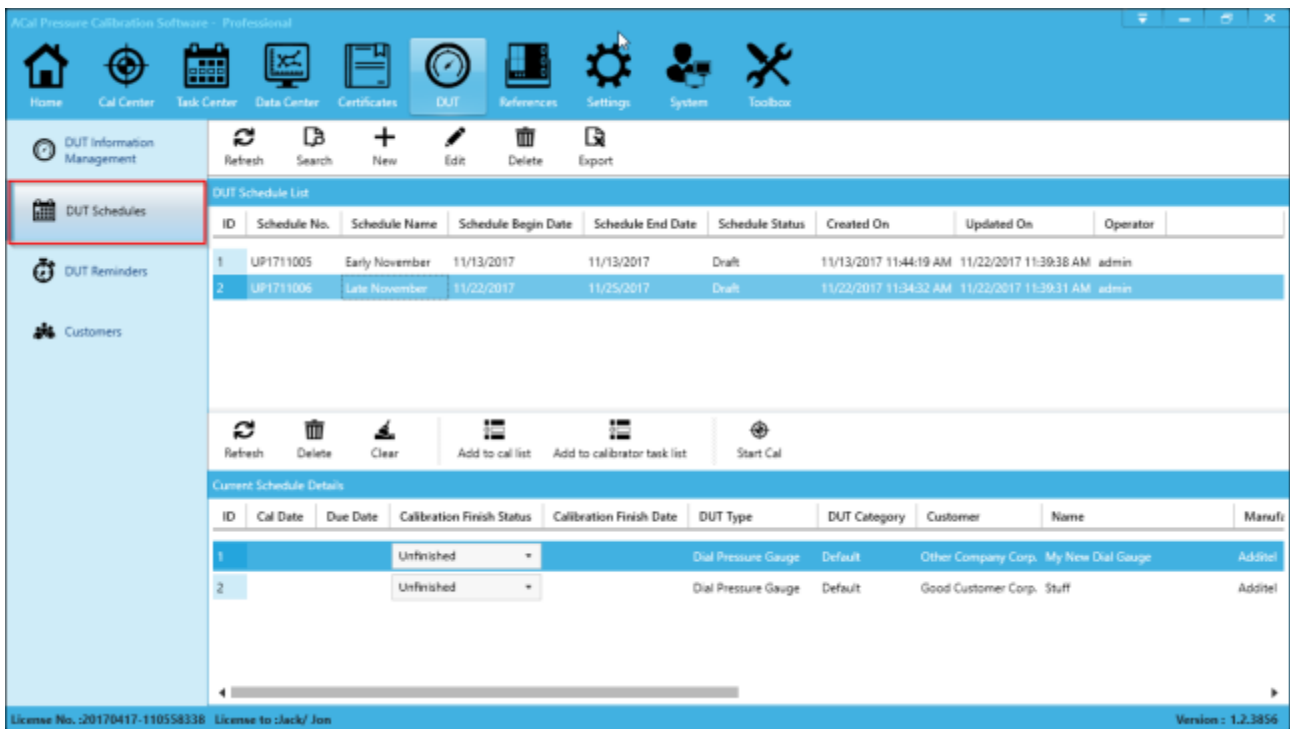 ACal Pressure Calibration Software - Professional
Home Cal Center Task Center Data Center Certificates DUT References Settings System Toolbox
DUT Information
Management
DUT Schedules
DUT Reminders
Customers
Refresh Search New Edit Delete Export
DUT Schedule List
ID Schedule No. Schedule Name Schedule Begin Date Schedule End Date Schedule Status Created On Updated On Operator
1 UP1711005 Early November 11/13/2017 11/13/2017 Draft 11/13/2017 11:44:19 AM 11/22/2017 11:39:38 AM admin
2 UP1711006 Late November 11/22/2017 11/25/2017 Draft 11/22/2017 11:34:32 AM 11/22/2017 11:39:31 AM admin
Refresh Delete Clear Add to cal list Add to calibrator task list Start Cal
Current Schedule Details
ID Cal Date Due Date Calibration Finish Status Calibration Finish Date DUT Type DUT Category Customer Name Manufa
1 Unfinished Dial Pressure Gauge Default Other Company Corp. My New Dial Gauge Additel
2 Unfinished Dial Pressure Gauge Default Good Customer Corp. Stuff Additel
License No. :20170417-110558338 License to :Jack/ Jon Version : 1.2.3856